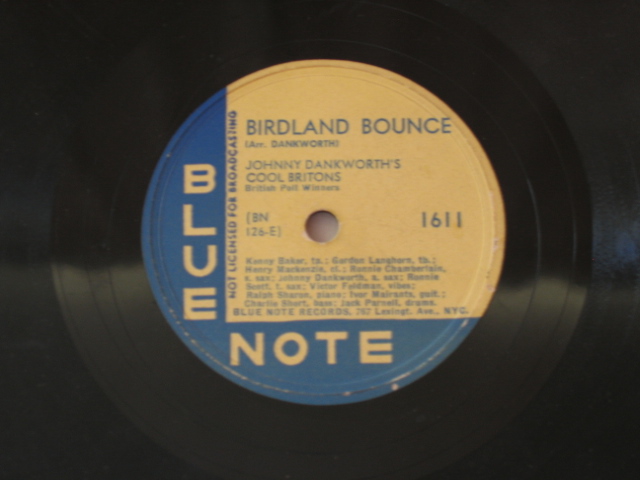 BIRDLAND BOUNCE
(Arr. DANKWORTH)
JOHNNY DANKWORTH'S
COOL BRITONS
British Poll Winners
(BN
126-E)
1611
Kenny Baker, tp.; Gordon Langhorn, tb.;
Henry Mackenzie, cl.; Ronnie Chamberlain,
s. sax; Johnny Dankworth, a. sax; Ronnie
Scott, t. sax; Victor Feldman, vibes;
Ralph Sharon, piano; Ivor Mairants, guit.;
Charlie Short, bass; Jack Parnell, drums.
BLUE NOTE RECORDS, 767 Lexingt. Ave., NYC.
NOT LICENSED FOR BROADCASTING
BLUE
NOTE